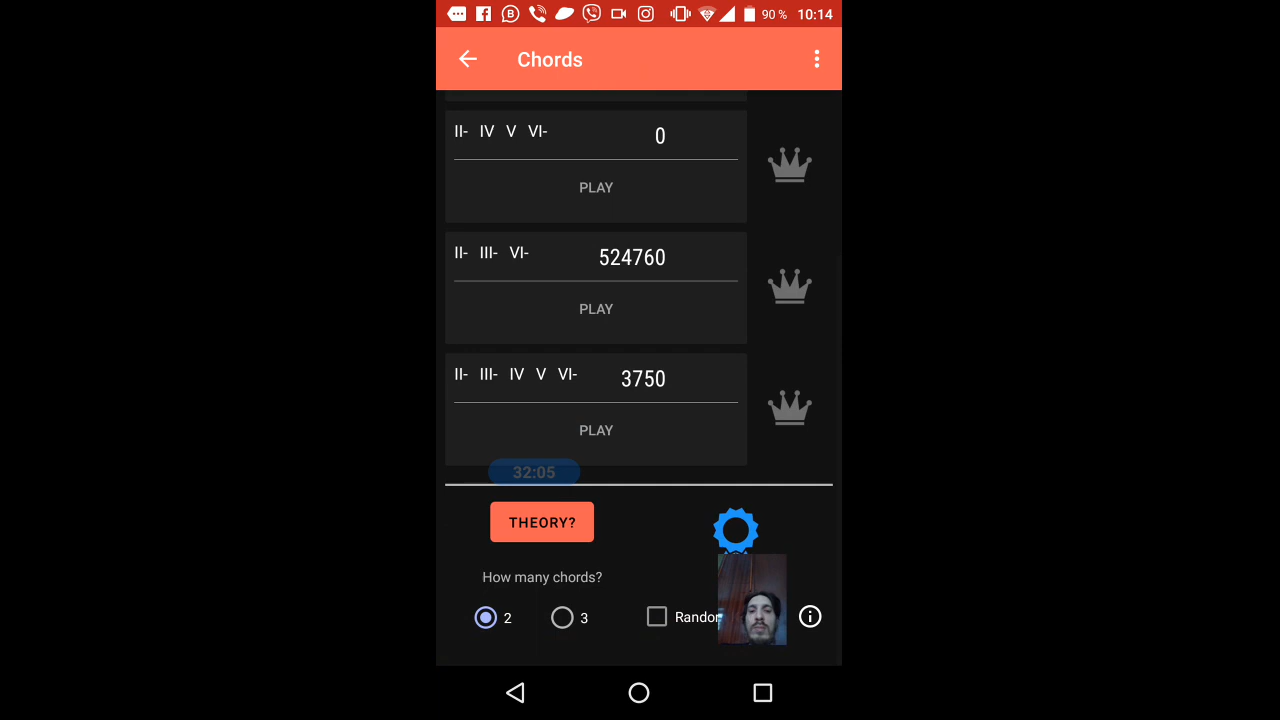 90 % 10:14
Chords
II- IV V VI- 0
PLAY
II- III- VI- 524760
PLAY
II- III- IV V VI- 3750
PLAY
32:05
THEORY?
How many chords?
2 3 Randor